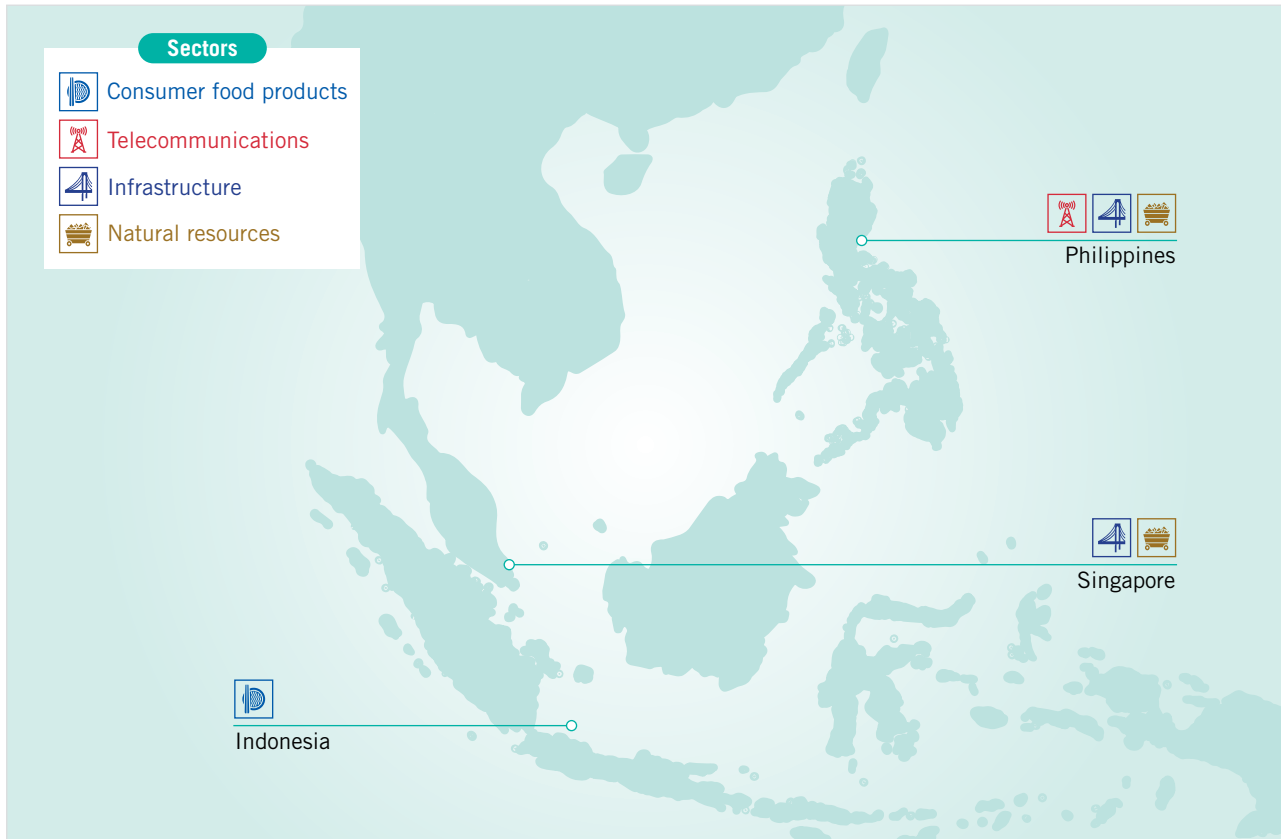 Sectors
Consumer food products
Telecommunications
Infrastructure
Natural resources
Philippines
Singapore
Indonesia